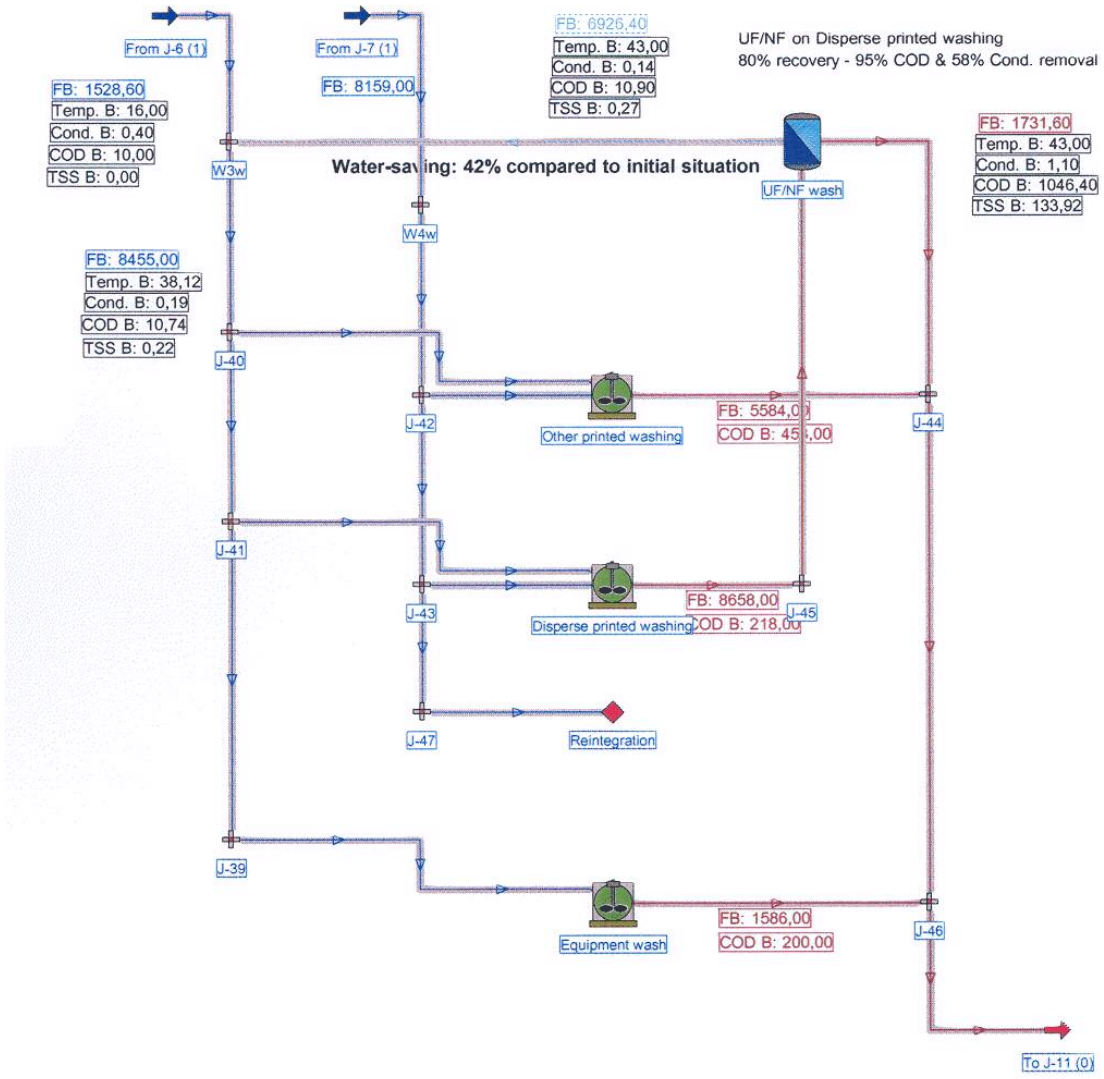 From J-6 (1)
From J-7 (1)
FB: 6926,40
Temp. B: 43,00
Cond. B: 0,14
COD B: 10,90
TSS B: 0,27
UF/NF on Disperse printed washing
80% recovery - 95% COD & 58% Cond. removal
FB: 1528,60
Temp. B: 16,00
Cond. B: 0,40
COD B: 10,00
TSS B: 0,00
FB: 8159,00
FB: 1731,60
Temp. B: 43,00
Cond. B: 1,10
COD B: 1046,40
TSS B: 133,92
W3w
Water-saving: 42% compared to initial situation
UF/NF wash
W4w
FB: 8455,00
Temp. B: 38,12
Cond. B: 0,19
COD B: 10,74
TSS B: 0,22
J-40
J-42
Other printed washing
FB: 5584,00
COD B: 453,00
J-44
J-41
J-43
Disperse printed washing
FB: 8658,00
COD B: 218,00
J-45
J-47
Reintegration
J-39
Equipment wash
FB: 1586,00
COD B: 200,00
J-46
To J-11 (0)